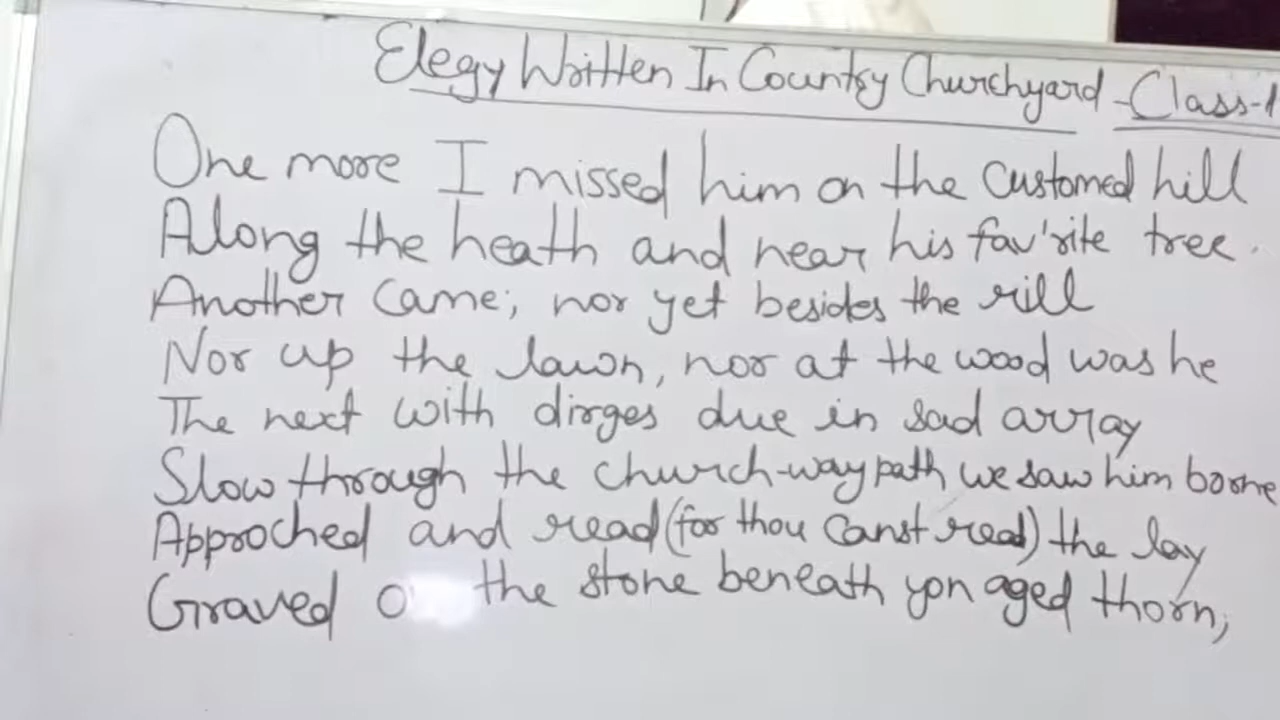 Elegy Written In Country Churchyard - Class-1
One more I missed him on the customed hill
Along the heath and near his fav'rite tree.
Another came; nor yet besides the rill
Nor up the lawn, nor at the wood was he
The next with dirges due in sad array
Slow through the church-way path we saw him borne
Approched and read (for thou canst read) the lay
Graved the stone beneath yon aged thorn;